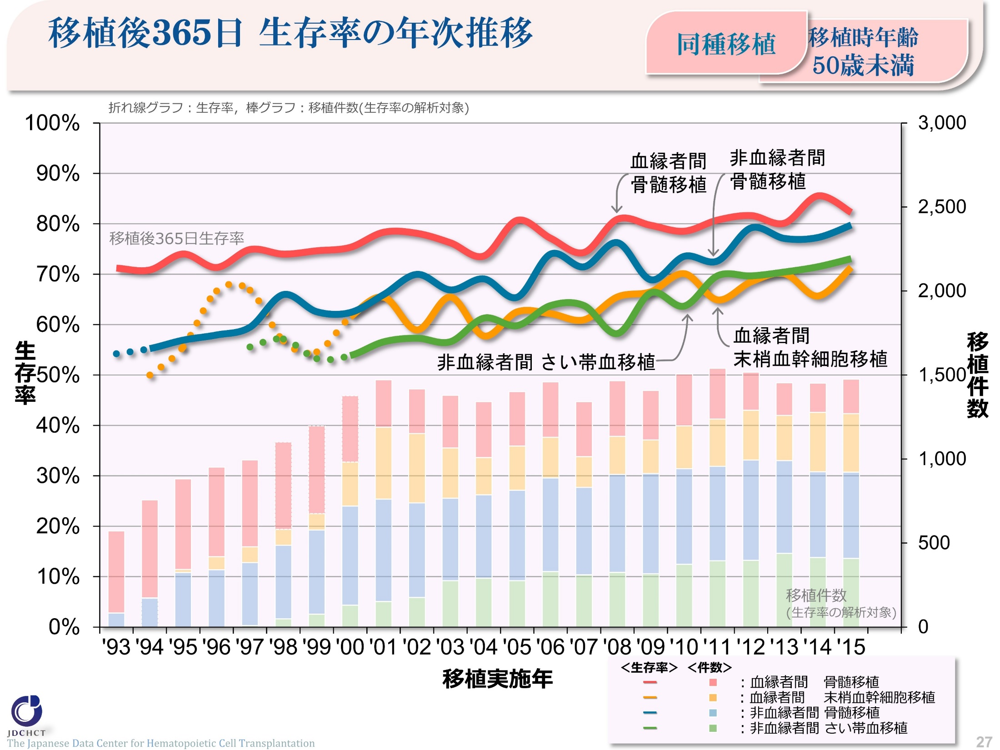 移植後365日 生存率の年次推移
同種移植
移植時年齢
50歳未満
折れ線グラフ：生存率，棒グラフ：移植件数(生存率の解析対象)
100%
90%
80%
70%
60%
50%
40%
30%
20%
10%
0%
生存率
3,000
2,500
2,000
1,500
1,000
500
0
移植件数
血縁者間
骨髄移植
非血縁者間
骨髄移植
移植後365日生存率
血縁者間
末梢血幹細胞移植
非血縁者間 さい帯血移植
移植件数
(生存率の解析対象)
'93 '94 '95 '96 '97 '98 '99 '00 '01 '02 '03 '04 '05 '06 '07 '08 '09 '10 '11 '12 '13 '14 '15
移植実施年
＜生存率＞ ＜件数＞
：血縁者間 骨髄移植
：血縁者間 末梢血幹細胞移植
：非血縁者間 骨髄移植
：非血縁者間 さい帯血移植
JDCHCT
The Japanese Data Center for Hematopoietic Cell Transplantation
27